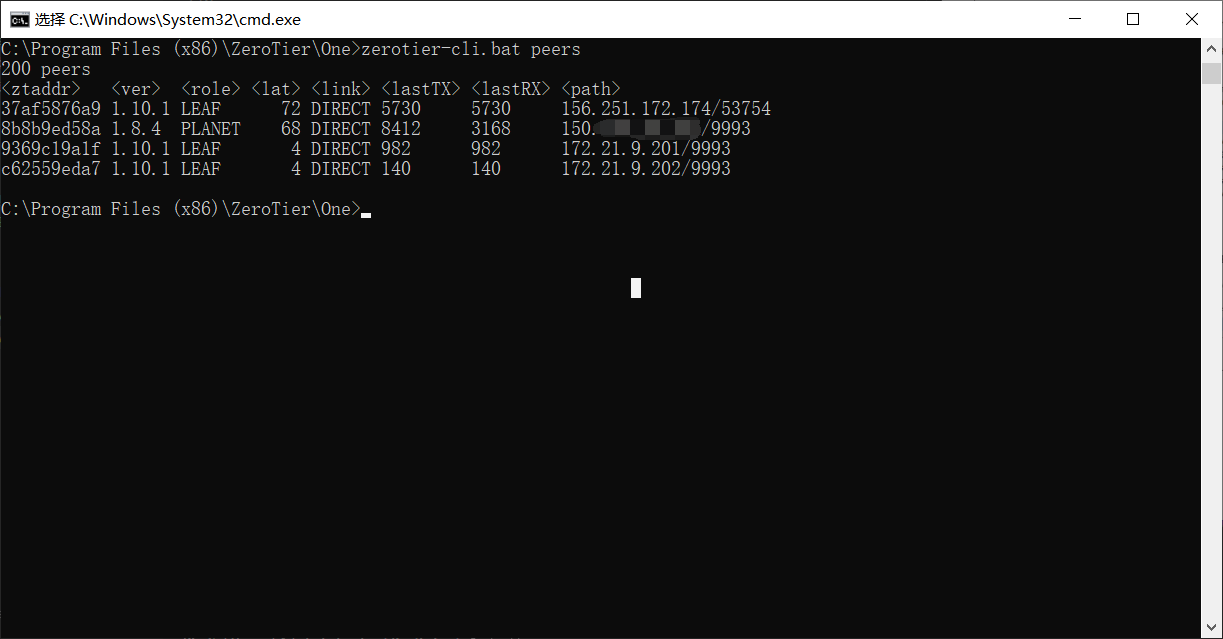 选择 C:\Windows\System32\cmd.exe
C:\Program Files (x86)\ZeroTier\One>zerotier-cli.bat peers
200 peers
<ztaddr> <ver> <role> <lat> <link> <lastTX> <lastRX> <path>
37af5876a9 1.10.1 LEAF 72 DIRECT 5730 5730 156.251.172.174/53754
8b8b9ed58a 1.8.4 PLANET 68 DIRECT 8412 3168 150. /9993
9369c19a1f 1.10.1 LEAF 4 DIRECT 982 982 172.21.9.201/9993
c62559eda7 1.10.1 LEAF 4 DIRECT 140 140 172.21.9.202/9993
C:\Program Files (x86)\ZeroTier\One>